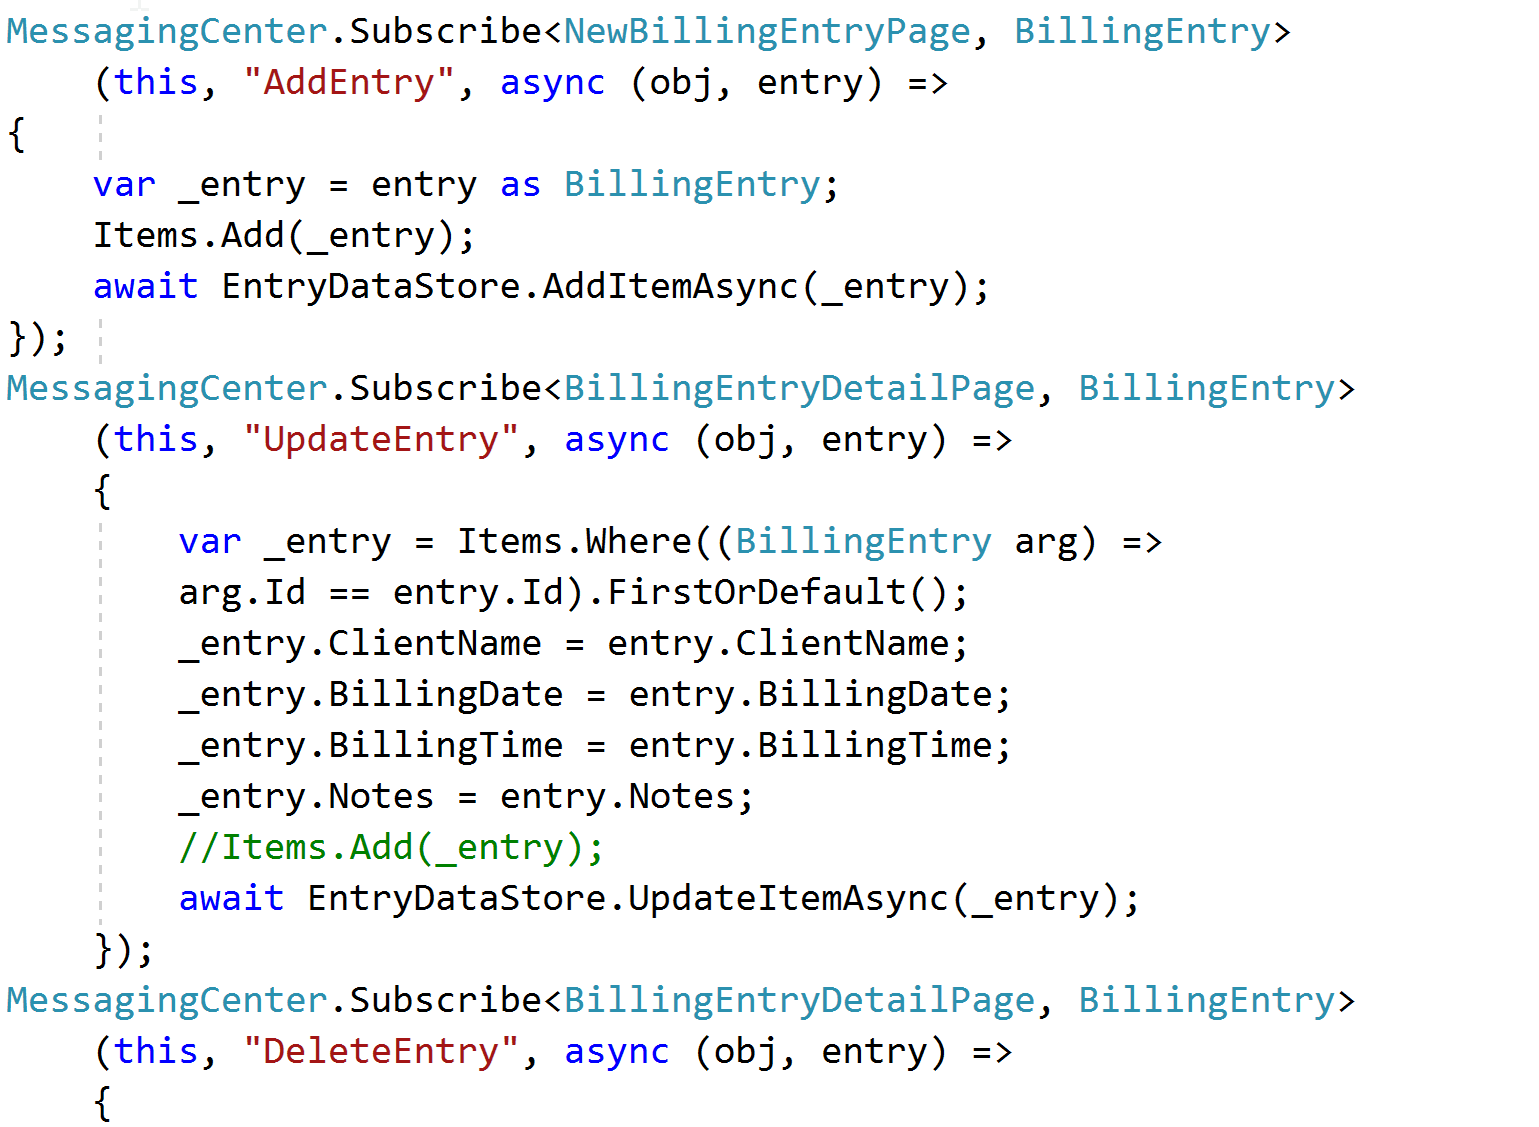 MessagingCenter.Subscribe<NewBillingEntryPage, BillingEntry>
    (this, "AddEntry", async (obj, entry) =>
{
    var _entry = entry as BillingEntry;
    Items.Add(_entry);
    await EntryDataStore.AddItemAsync(_entry);
});
MessagingCenter.Subscribe<BillingEntryDetailPage, BillingEntry>
    (this, "UpdateEntry", async (obj, entry) =>
    {
        var _entry = Items.Where((BillingEntry arg) =>
        arg.Id == entry.Id).FirstOrDefault();
        _entry.ClientName = entry.ClientName;
        _entry.BillingDate = entry.BillingDate;
        _entry.BillingTime = entry.BillingTime;
        _entry.Notes = entry.Notes;
        //Items.Add(_entry);
        await EntryDataStore.UpdateItemAsync(_entry);
    });
MessagingCenter.Subscribe<BillingEntryDetailPage, BillingEntry>
    (this, "DeleteEntry", async (obj, entry) =>
    {